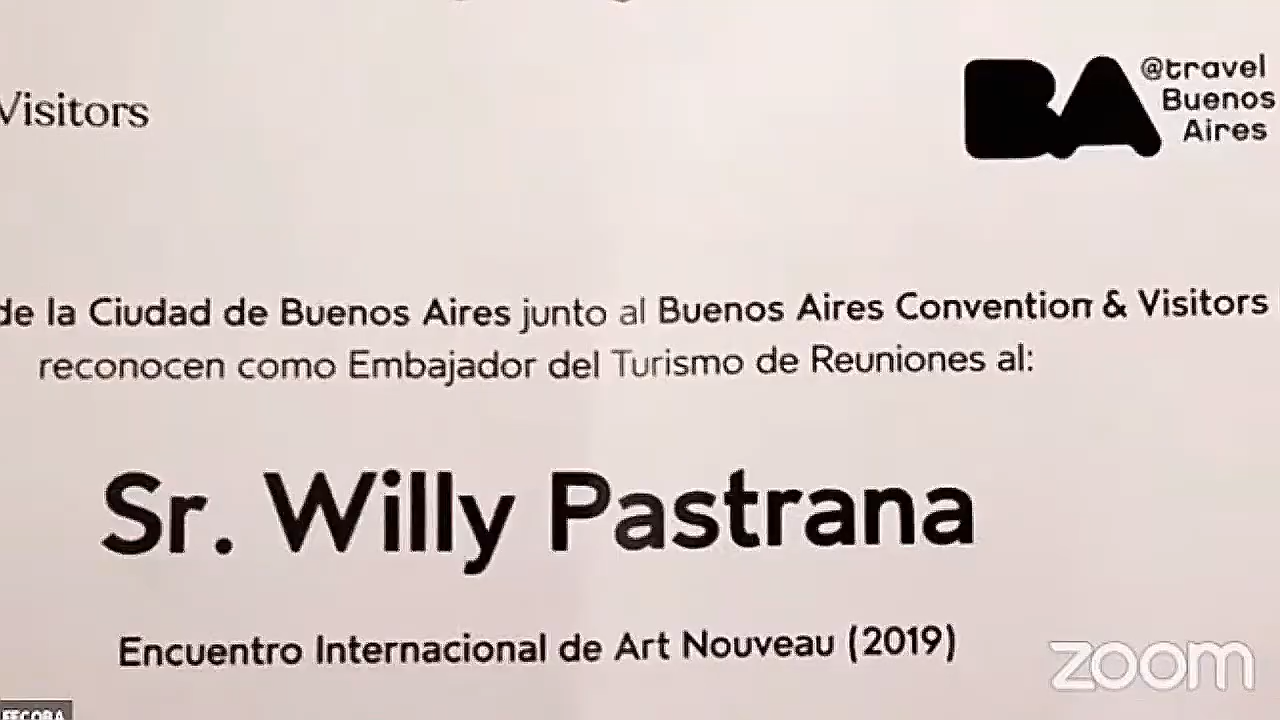 Visitors
BA
@travel
Buenos
Aires
de la Ciudad de Buenos Aires junto al Buenos Aires Convention & Visitors
reconocen como Embajador del Turismo de Reuniones al:
Sr. Willy Pastrana
Encuentro Internacional de Art Nouveau (2019)
zoom